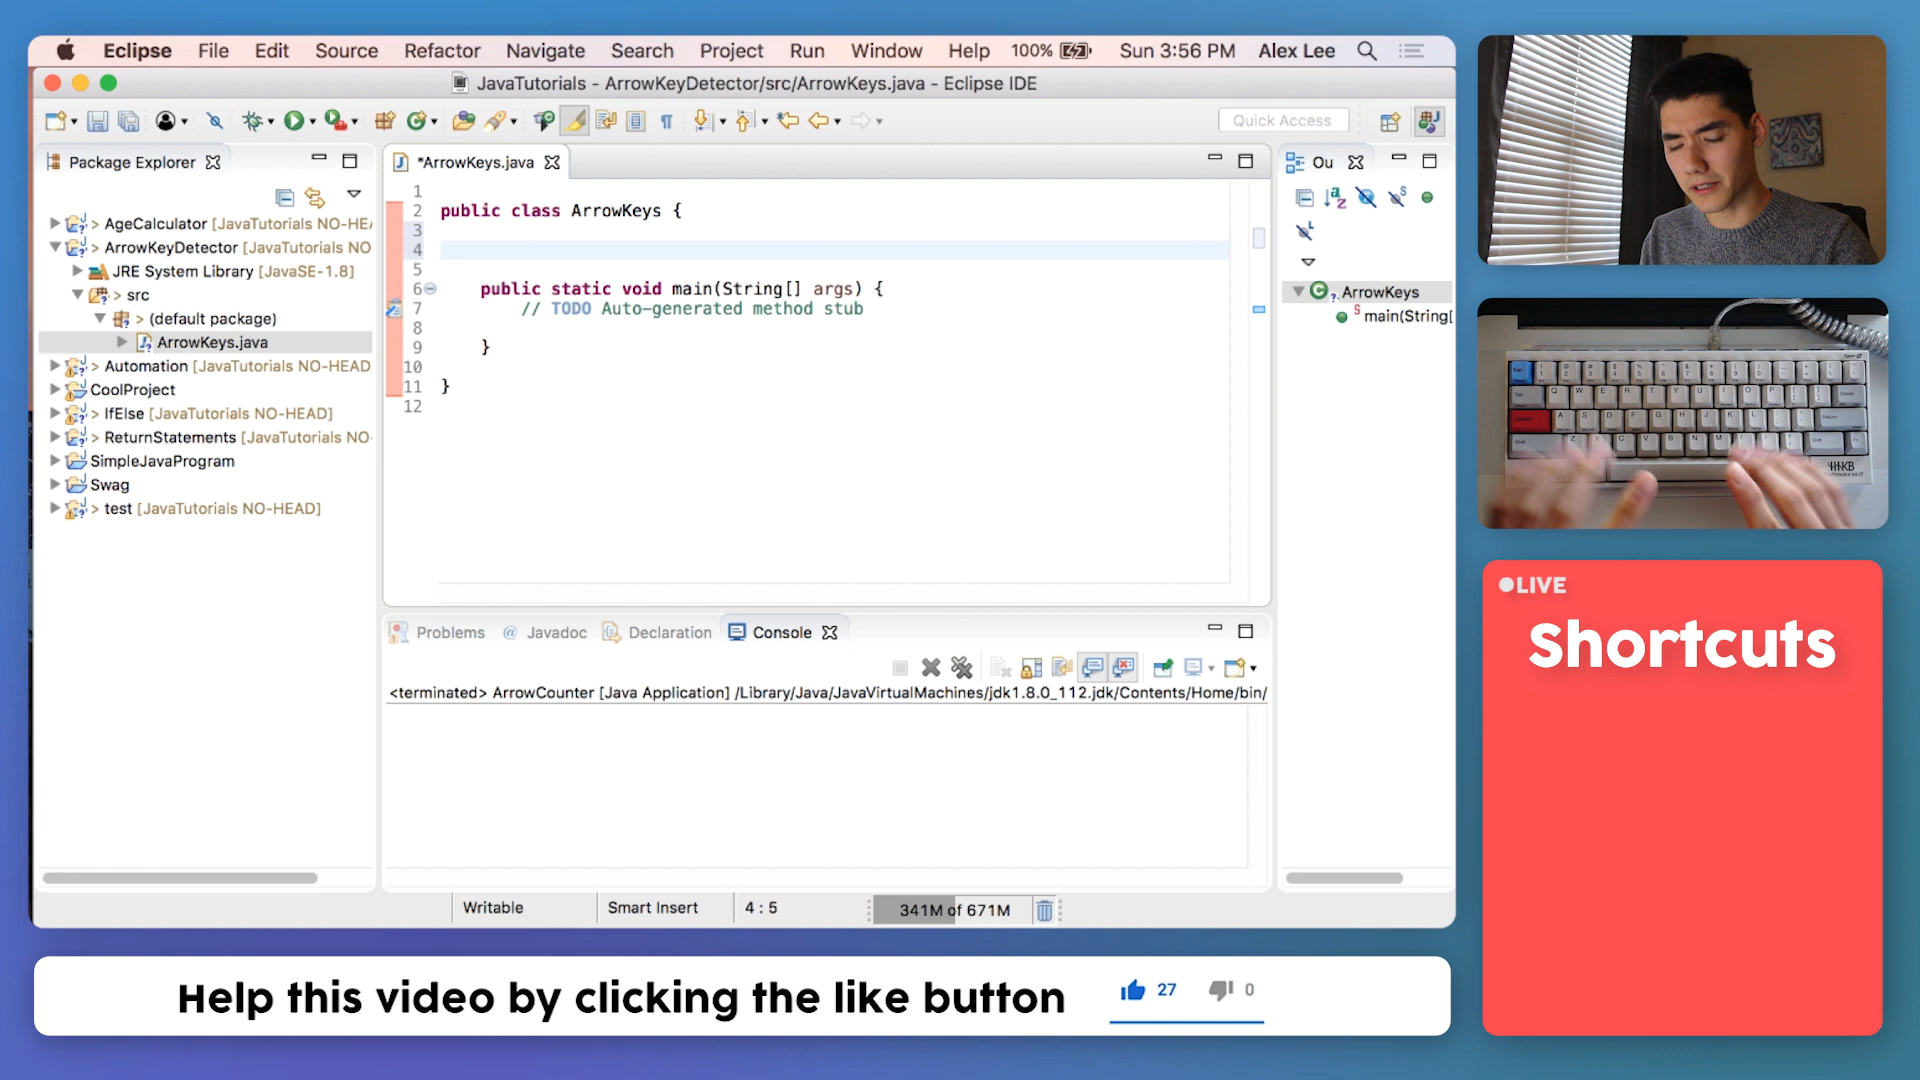 Eclipse File Edit Source Refactor Navigate Search Project Run Window Help 100% Sun 3:56 PM Alex Lee
JavaTutorials - ArrowKeyDetector/src/ArrowKeys.java - Eclipse IDE
Quick Access
Package Explorer
> AgeCalculator [JavaTutorials NO-HEA
> ArrowKeyDetector [JavaTutorials NO
JRE System Library [JavaSE-1.8]
> src
> (default package)
ArrowKeys.java
> Automation [JavaTutorials NO-HEAD
CoolProject
> IfElse [JavaTutorials NO-HEAD]
> ReturnStatements [JavaTutorials NO-
SimpleJavaProgram
Swag
> test [JavaTutorials NO-HEAD]
*ArrowKeys.java
1
2 public class ArrowKeys {
3
4
5
6 public static void main(String[] args) {
7 // TODO Auto-generated method stub
8
9 }
10
11 }
12
Ou
ArrowKeys
main(String[
Problems @ Javadoc Declaration Console
<terminated> ArrowCounter [Java Application] /Library/Java/JavaVirtualMachines/jdk1.8.0_112.jdk/Contents/Home/bin/
Writable Smart Insert 4 : 5 341M of 671M
LIVE
Shortcuts
Help this video by clicking the like button 27 0